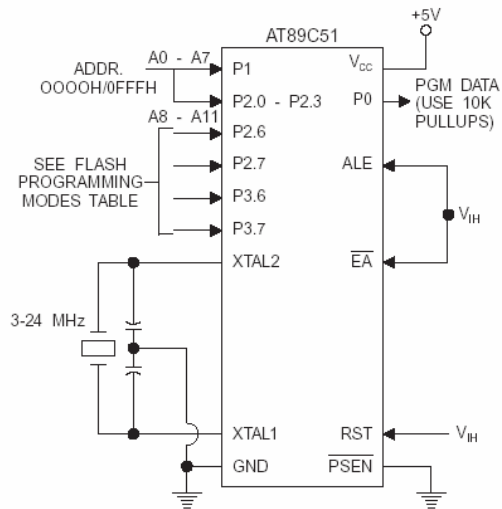 AT89C51
+5V
A0 - A7
ADDR.
OOOOH/0FFFH
P1
VCC
P2.0 - P2.3
P0
PGM DATA
(USE 10K
PULLUPS)
A8 - A11
P2.6
SEE FLASH
PROGRAMMING
MODES TABLE
P2.7
ALE
P3.6
VIH
P3.7
XTAL2
EA
3-24 MHz
XTAL1
RST
VIH
GND
PSEN